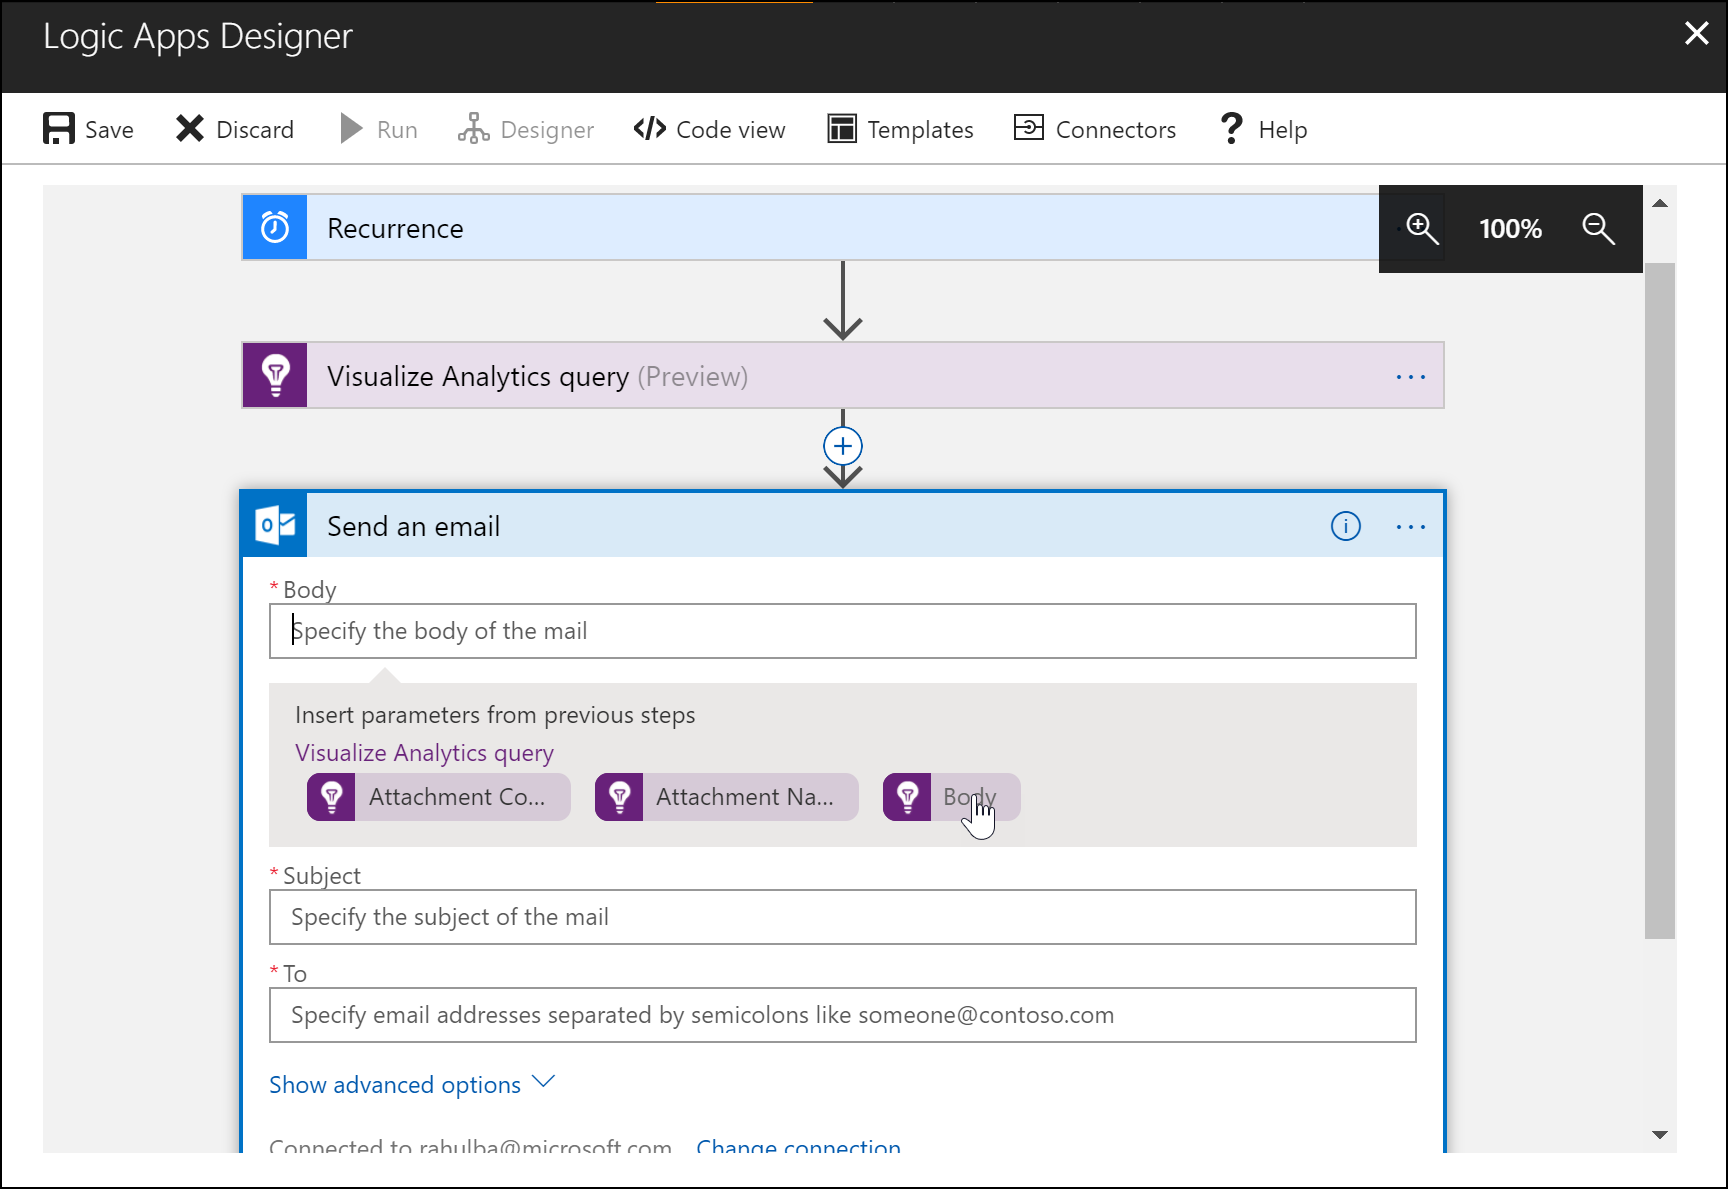 Logic Apps Designer
Save Discard Run Designer Code view Templates Connectors Help
Recurrence
100%
Visualize Analytics query (Preview)
Send an email
* Body
Specify the body of the mail
Insert parameters from previous steps
Visualize Analytics query
Attachment Co... Attachment Na... Body
* Subject
Specify the subject of the mail
* To
Specify email addresses separated by semicolons like someone@contoso.com
Show advanced options
Connected to rahulba@microsoft.com Change connection